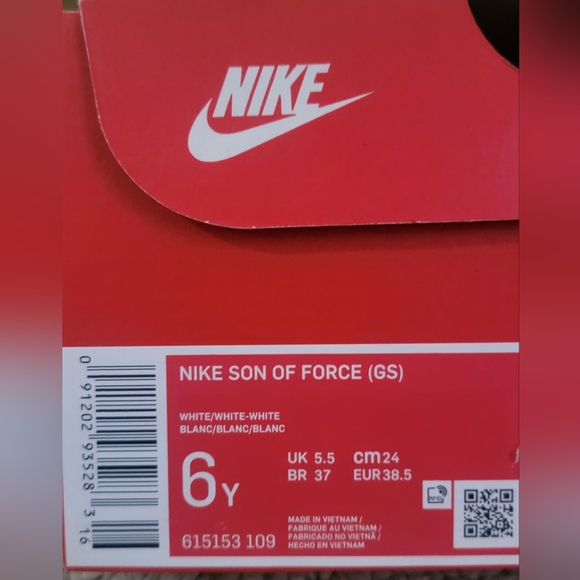 NIKE
NIKE SON OF FORCE (GS)
WHITE/WHITE-WHITE
BLANC/BLANC/BLANC
6Y
UK 5.5 cm 24
BR 37 EUR 38.5
615153 109
MADE IN VIETNAM /
FABRIQUE AU VIETNAM /
FABRICADO NO VIETNÃ /
HECHO EN VIETNAM
0 91202 93528 3 16